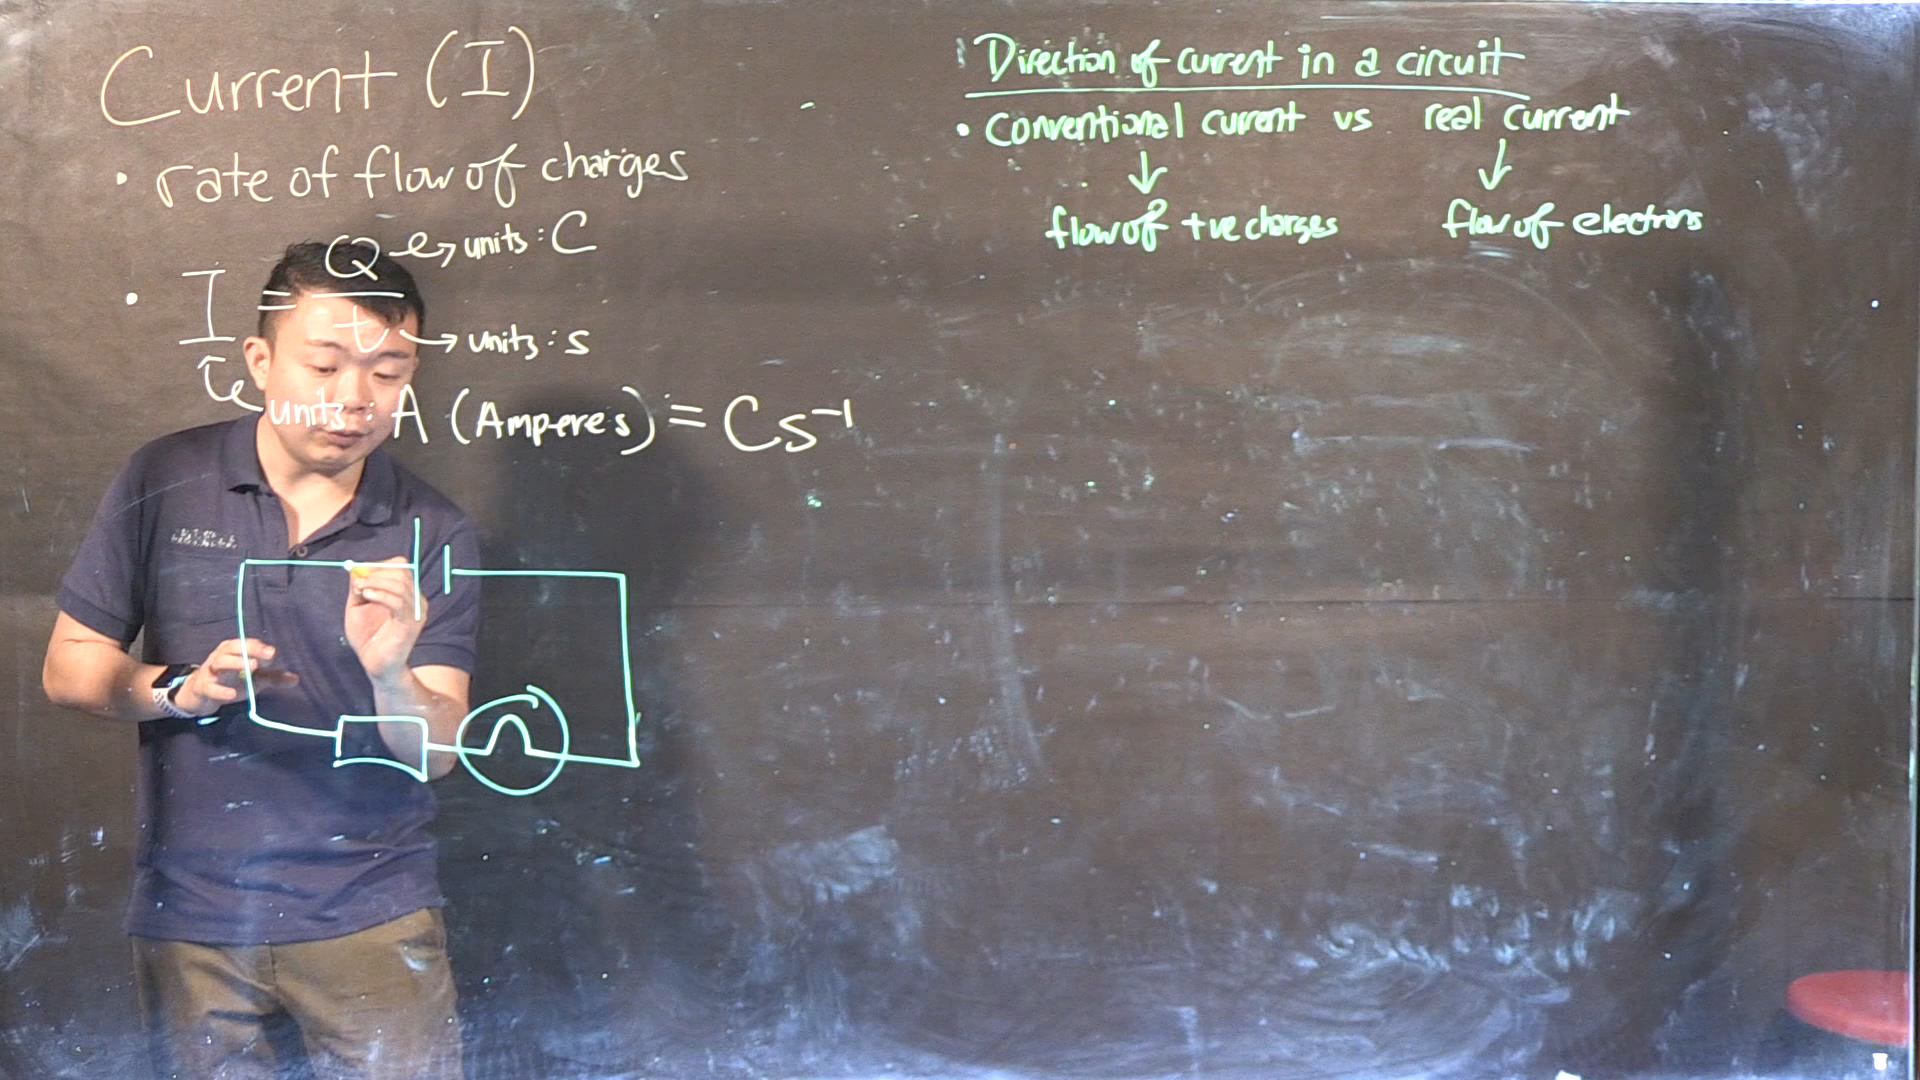 Current (I)
• rate of flow of charges
• I = Q/t
→ units : C
→ units : s
units : A (Amperes) = Cs⁻¹
Direction of current in a circuit
• Conventional current vs real current
↓ ↓
flow of +ve charges flow of electrons